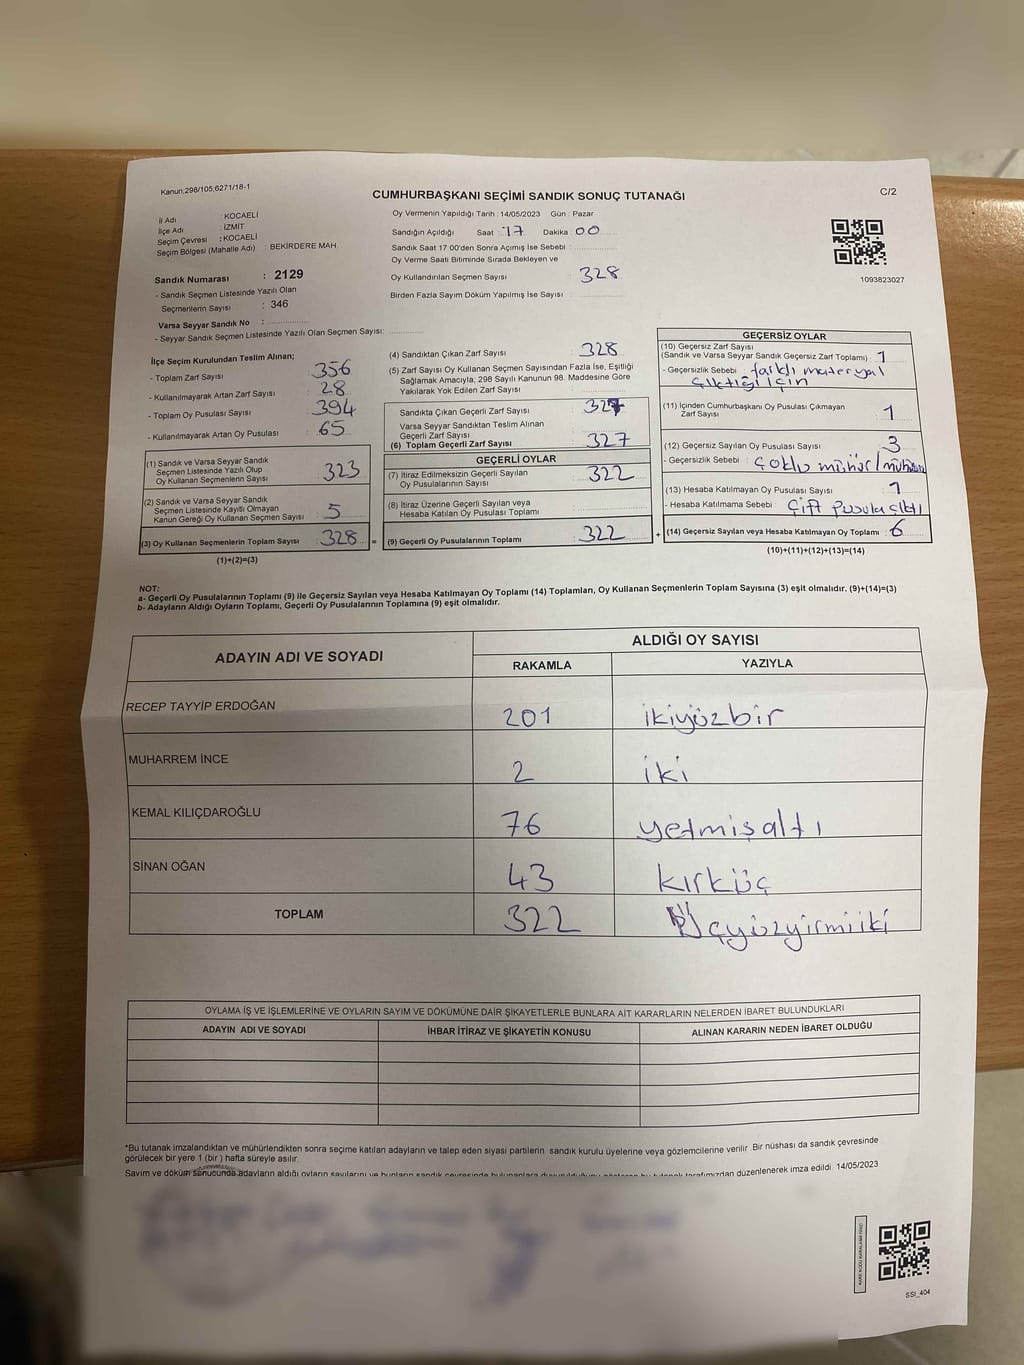 Kanun;298/105,6271/18-1
C/2
CUMHURBAŞKANI SEÇİMİ SANDIK SONUÇ TUTANAĞI
İl Adı : KOCAELİ
İlçe Adı : İZMİT
Seçim Çevresi : KOCAELİ
Seçim Bölgesi (Mahalle Adı) : BEKİRDERE MAH
Sandık Numarası : 2129
- Sandık Seçmen Listesinde Yazılı Olan
Seçmenlerin Sayısı : 346
Varsa Seyyar Sandık No :
- Seyyar Sandık Seçmen Listesinde Yazılı Olan Seçmen Sayısı:
Oy Vermenin Yapıldığı Tarih : 14/05/2023 Gün : Pazar
Sandığın Açıldığı Saat : 17 Dakika 00
Sandık Saat 17 00'den Sonra Açımış İse Sebebi :
Oy Verme Saati Bitiminde Sırada Bekleyen ve
Oy Kullandırılan Seçmen Sayısı : 328
Birden Fazla Sayım Döküm Yapılmış İse Sayısı :
1093823027
İlçe Seçim Kurulundan Teslim Alınan;
- Toplam Zarf Sayısı : 356
- Kullanılmayarak Artan Zarf Sayısı : 28
- Toplam Oy Pusulası Sayısı : 394
- Kullanılmayarak Artan Oy Pusulası : 65
(1) Sandık ve Varsa Seyyar Sandık
Seçmen Listesinde Yazılı Olup
Oy Kullanan Seçmenlerin Sayısı : 323
(2) Sandık ve Varsa Seyyar Sandık
Seçmen Listesinde Kayıtlı Olmayan
Kanun Gereği Oy Kullanan Seçmen Sayısı : 5
(3) Oy Kullanan Seçmenlerin Toplam Sayısı : 328 =
(1)+(2)=(3)
(4) Sandıktan Çıkan Zarf Sayısı : 328
(5) Zarf Sayısı Oy Kullanan Seçmen Sayısından Fazla İse, Eşitliği
Sağlamak Amacıyla; 298 Sayılı Kanunun 98. Maddesine Göre
Yakılarak Yok Edilen Zarf Sayısı :
Sandıkta Çıkan Geçerli Zarf Sayısı : 327
Varsa Seyyar Sandıktan Teslim Alınan
Geçerli Zarf Sayısı
(6) Toplam Geçerli Zarf Sayısı : 327
GEÇERLİ OYLAR
(7) İtiraz Edilmeksizin Geçerli Sayılan
Oy Pusulalarının Sayısı : 322
(8) İtiraz Üzerine Geçerli Sayılan veya
Hesaba Katılan Oy Pusulası Toplamı :
(9) Geçerli Oy Pusulalarının Toplamı : 322 +
GEÇERSİZ OYLAR
(10) Geçersiz Zarf Sayısı
(Sandık ve Varsa Seyyar Sandık Geçersiz Zarf Toplamı) : 1
- Geçersizlik Sebebi : farklı materyal
çıktığı için
(11) İçinden Cumhurbaşkanı Oy Pusulası Çıkmayan
Zarf Sayısı : 1
(12) Geçersiz Sayılan Oy Pusulası Sayısı : 3
- Geçersizlik Sebebi : çoklu mühür/
(13) Hesaba Katılmayan Oy Pusulası Sayısı : 1
- Hesaba Katılmama Sebebi : çift pusula çıktı
(14) Geçersiz Sayılan veya Hesaba Katılmayan Oy Toplamı : 6
(10)+(11)+(12)+(13)=(14)
NOT:
a- Geçerli Oy Pusulalarının Toplamı (9) ile Geçersiz Sayılan veya Hesaba Katılmayan Oy Toplamı (14) Toplamları, Oy Kullanan Seçmenlerin Toplam Sayısına (3) eşit olmalıdır. (9)+(14)=(3)
b- Adayların Aldığı Oyların Toplamı, Geçerli Oy Pusulalarının Toplamına (9) eşit olmalıdır.
ADAYIN ADI VE SOYADI ALDIĞI OY SAYISI
RAKAMLA YAZIYLA
RECEP TAYYİP ERDOĞAN 201 ikiyüzbir
MUHARREM İNCE 2 iki
KEMAL KILIÇDAROĞLU 76 yetmişaltı
SİNAN OĞAN 43 kırküç
TOPLAM 322 Üçyüzyirmiiki
OYLAMA İŞ VE İŞLEMLERİNE VE OYLARIN SAYIM VE DÖKÜMÜNE DAİR ŞİKAYETLERLE BUNLARA AİT KARARLARIN NELERDEN İBARET BULUNDUKLARI
ADAYIN ADI VE SOYADI İHBAR İTİRAZ VE ŞİKAYETİN KONUSU ALINAN KARARIN NEDEN İBARET OLDUĞU
*Bu tutanak imzalandıktan ve mühürlendikten sonra seçime katılan adayların ve talep eden siyasi partilerin sandık kurulu üyelerine veya gözlemcilerine verilir. Bir nüshası da sandık çevresinde
görülecek bir yere 1 (bir ) hafta süreyle asılır.
Sayım ve döküm sonucunda adayların aldığı oyların sayılarını ve bunların sandık çevresinde bulunanlara tarafımızdan düzenlenerek imza edildi. 14/05/2023
SSİ_404